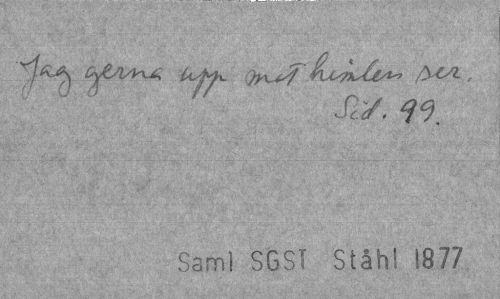 Jag gerna upp mot himlen ser.
Sid. 99.
Saml SGST Ståhl 1877